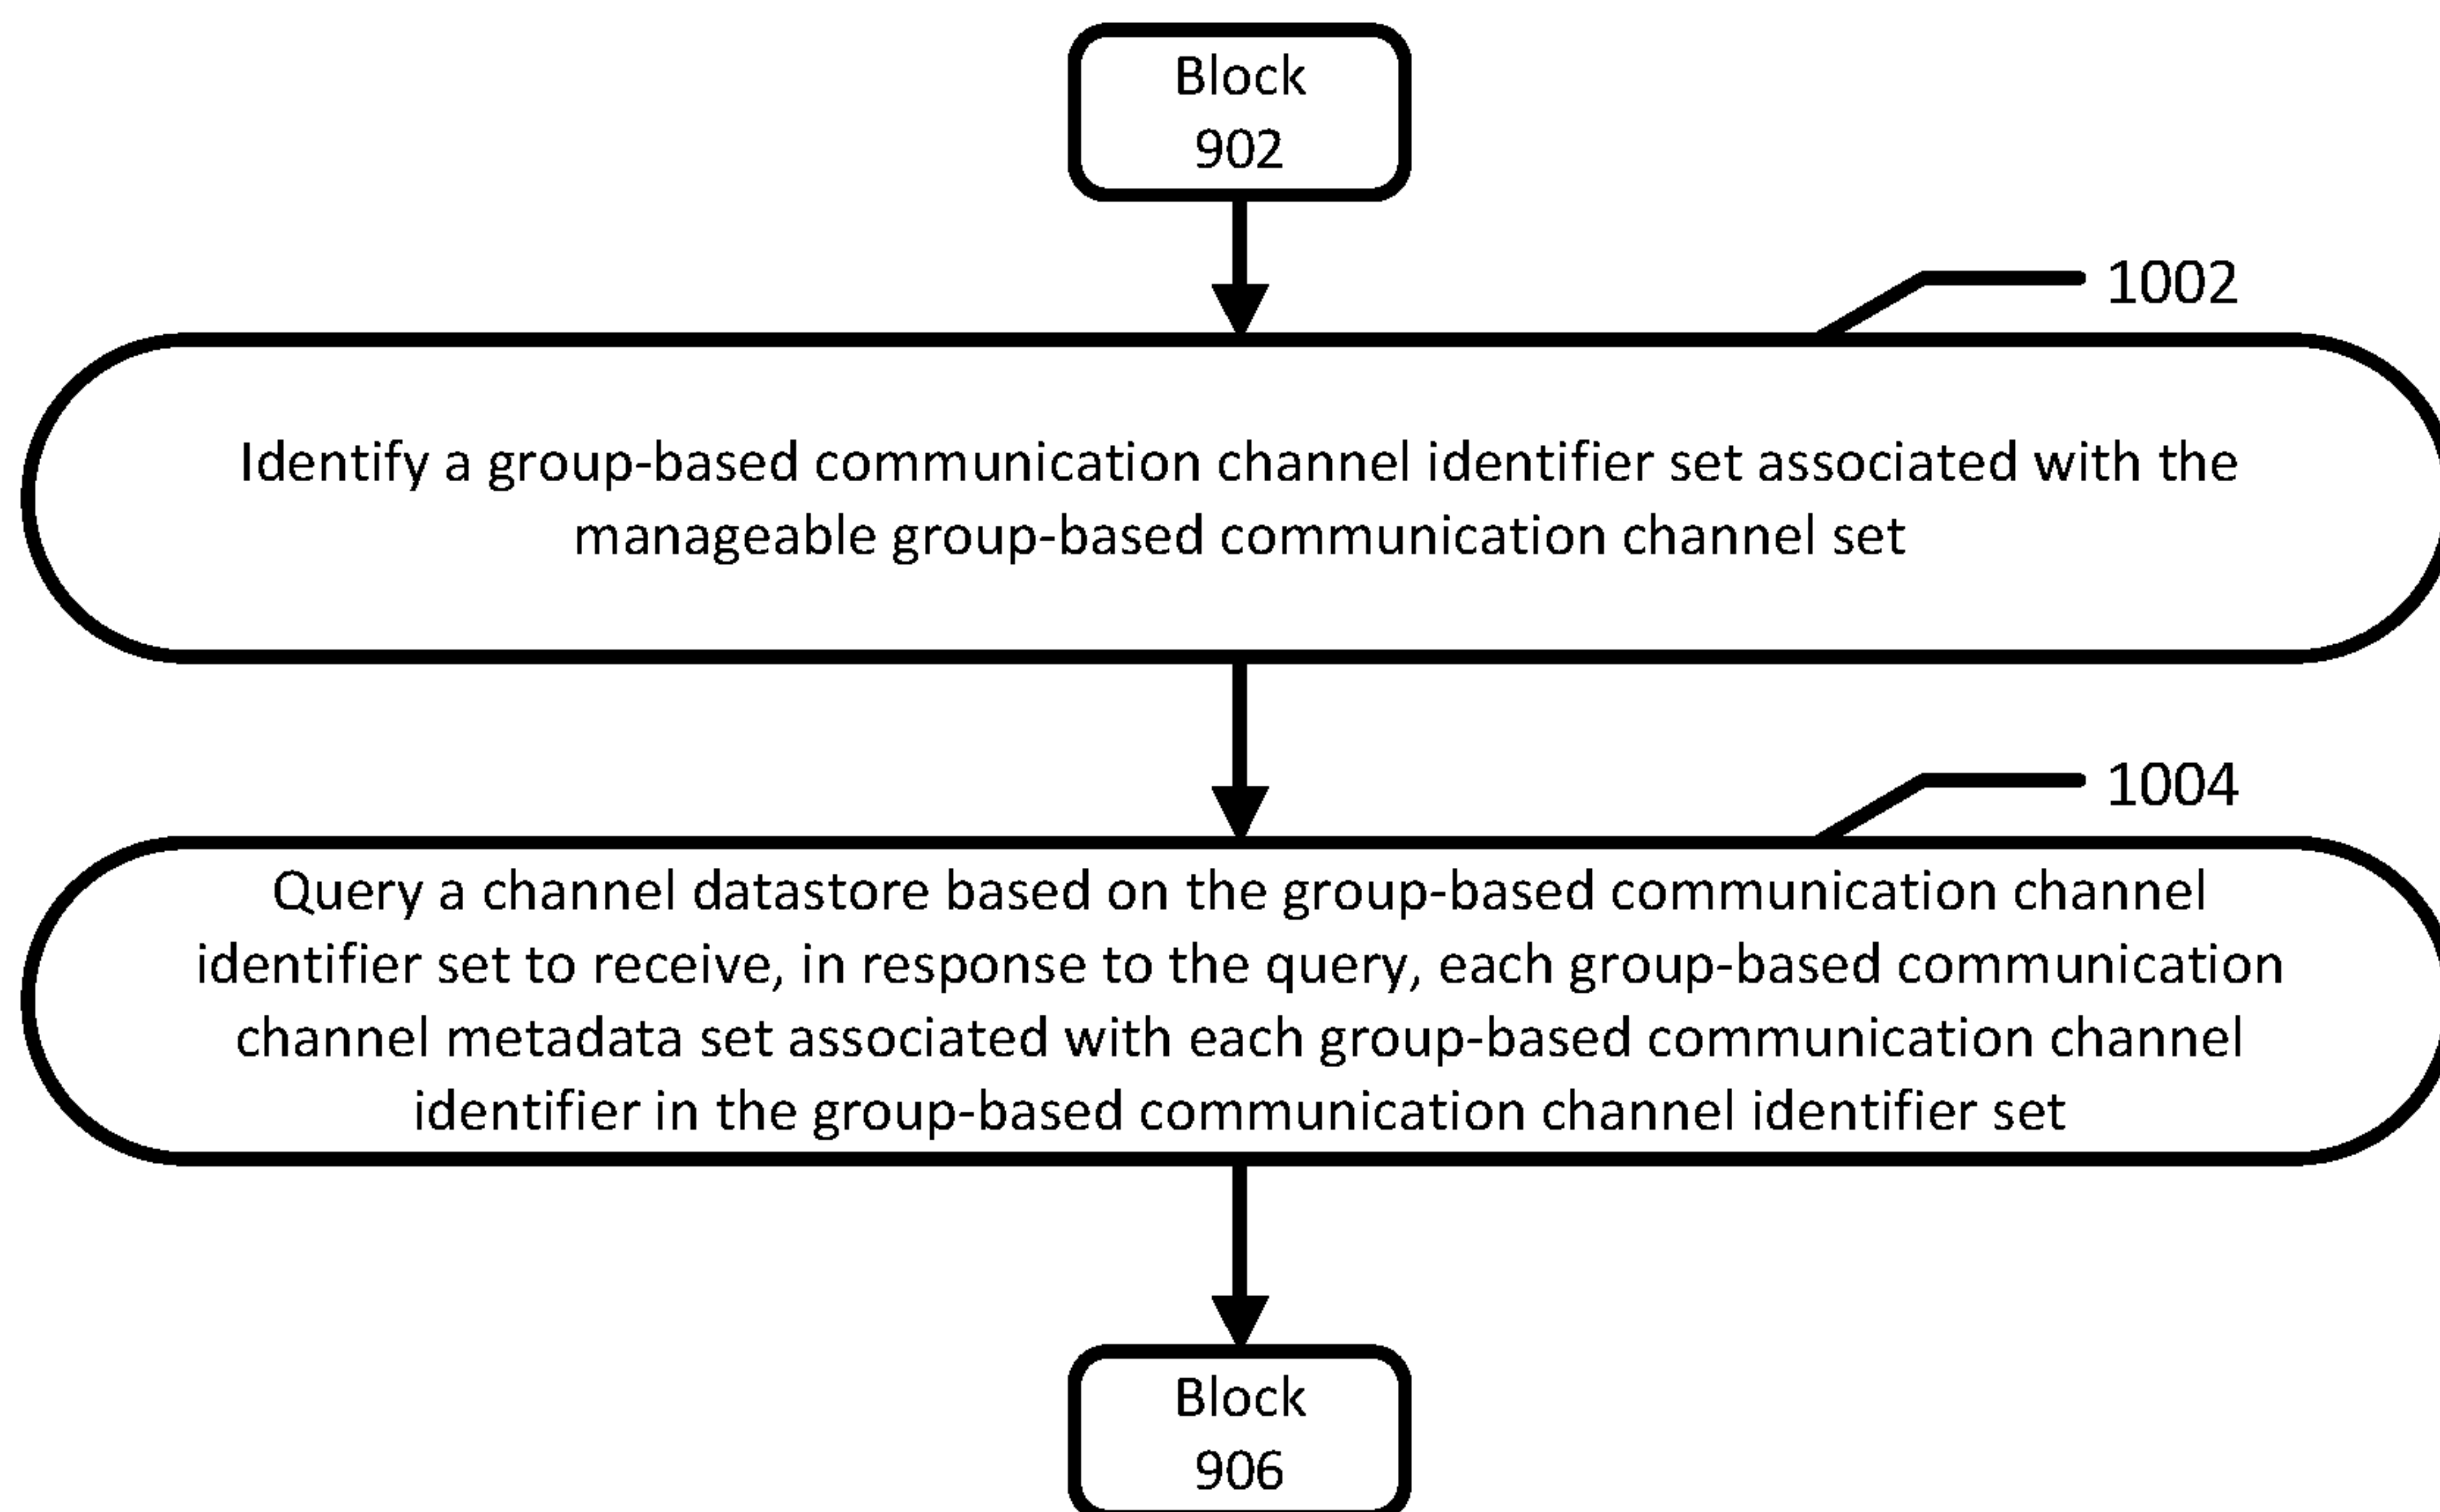 Block
902
1002
Identify a group-based communication channel identifier set associated with the
manageable group-based communication channel set
1004
Query a channel datastore based on the group-based communication channel
identifier set to receive, in response to the query, each group-based communication
channel metadata set associated with each group-based communication channel
identifier in the group-based communication channel identifier set
Block
906